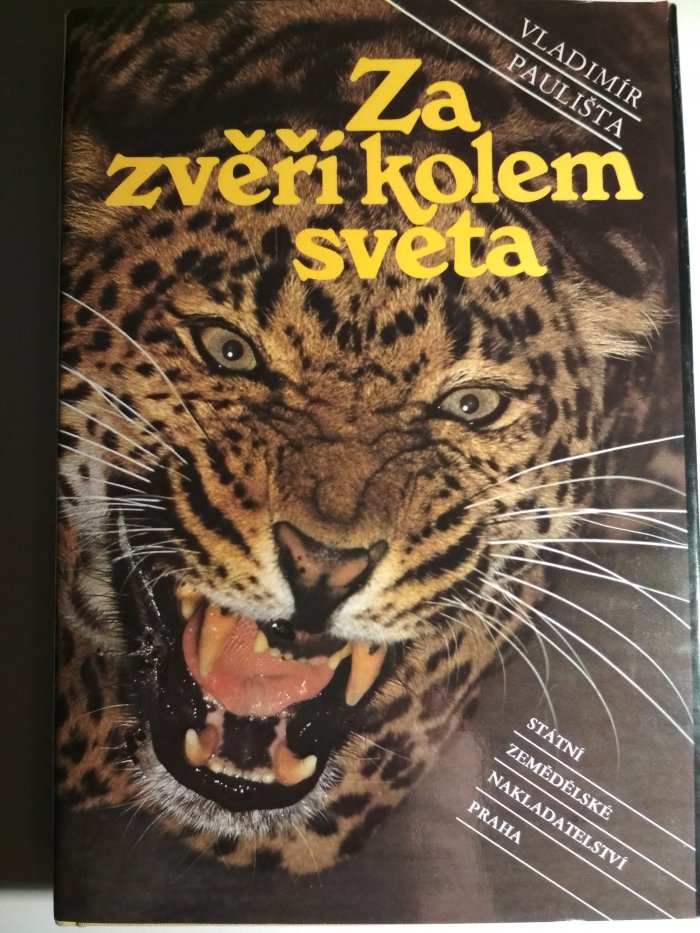 VLADIMÍR
PAULIŠTA
Za
zvěří kolem
světa
STÁTNÍ
ZEMĚDĚLSKÉ
NAKLADATELSTVÍ
PRAHA